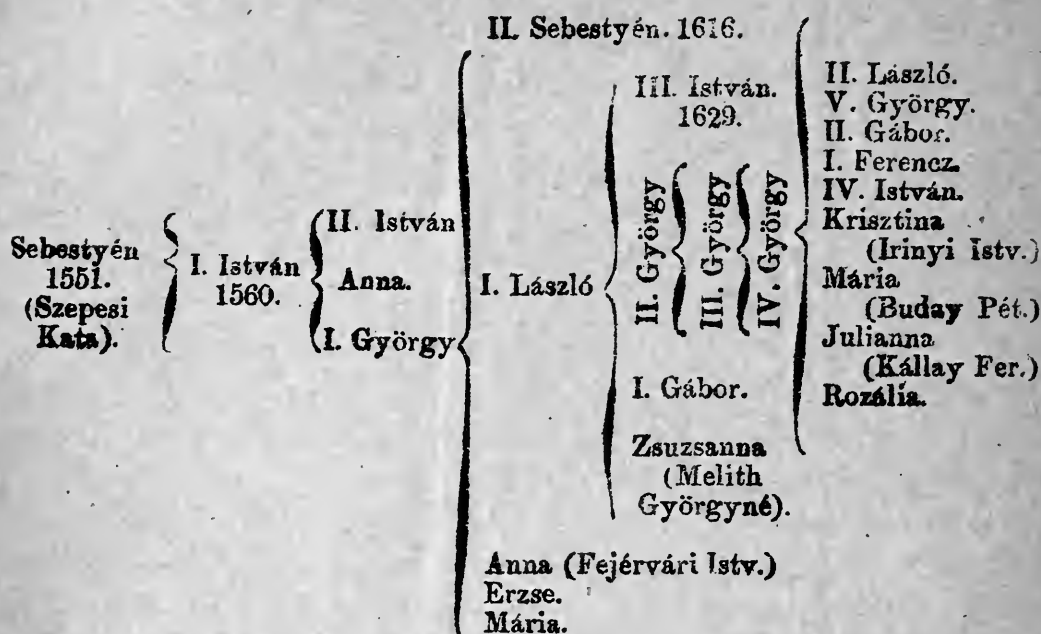 Sebestyén
1551.
(Szepesi
Kata).
I. István
1560.
II. István
Anna.
I. György
II. Sebestyén. 1616.
I. László
Anna (Fejérvári Istv.)
Erzse.
Mária.
III. István.
1629.
II. György
III. György
IV. György
I. Gábor.
Zsuzsanna
(Melith
Györgyné).
II. László.
V. György.
II. Gábor.
I. Ferencz.
IV. István.
Krisztina
(Irinyi Istv.)
Mária
(Buday Pét.)
Julianna
(Kállay Fer.)
Rozália.